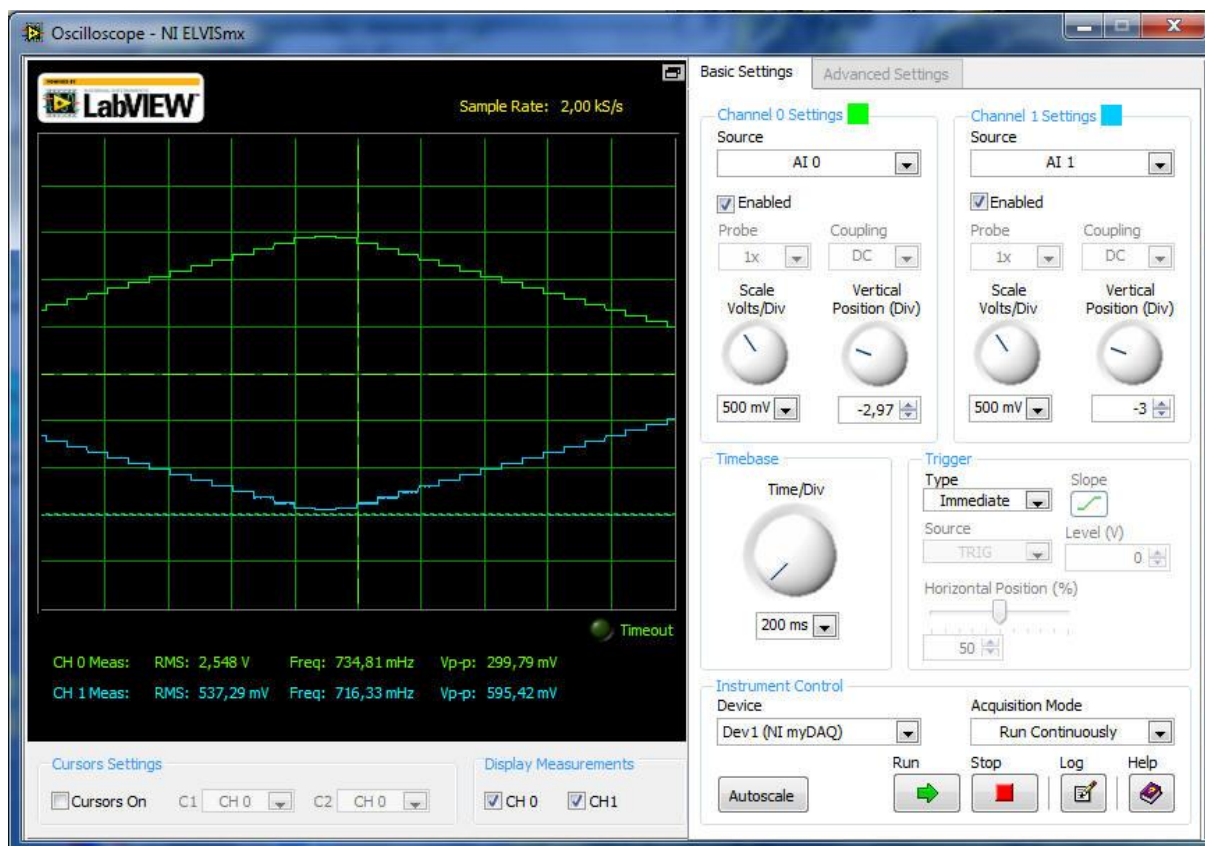 Oscilloscope - NI ELVISmx
POWERED BY
LabVIEW
Sample Rate: 2,00 kS/s
Timeout
CH 0 Meas: RMS: 2,548 V Freq: 734,81 mHz Vp-p: 299,79 mV
CH 1 Meas: RMS: 537,29 mV Freq: 716,33 mHz Vp-p: 595,42 mV
Cursors Settings
Cursors On C1 CH 0 C2 CH 0
Display Measurements
CH 0 CH1
Basic Settings Advanced Settings
Channel 0 Settings
Source
AI 0
Enabled
Probe Coupling
1x DC
Scale Vertical
Volts/Div Position (Div)
500 mV -2,97
Channel 1 Settings
Source
AI 1
Enabled
Probe Coupling
1x DC
Scale Vertical
Volts/Div Position (Div)
500 mV -3
Timebase
Time/Div
200 ms
Trigger
Type Slope
Immediate
Source Level (V)
TRIG 0
Horizontal Position (%)
50
Instrument Control
Device Acquisition Mode
Dev1 (NI myDAQ) Run Continuously
Run Stop Log Help
Autoscale